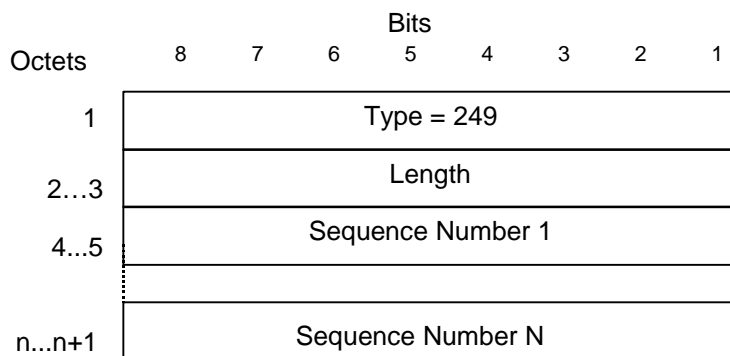 Bits
Octets 8 7 6 5 4 3 2 1
1 Type = 249
2…3 Length
4...5 Sequence Number 1
n...n+1 Sequence Number N